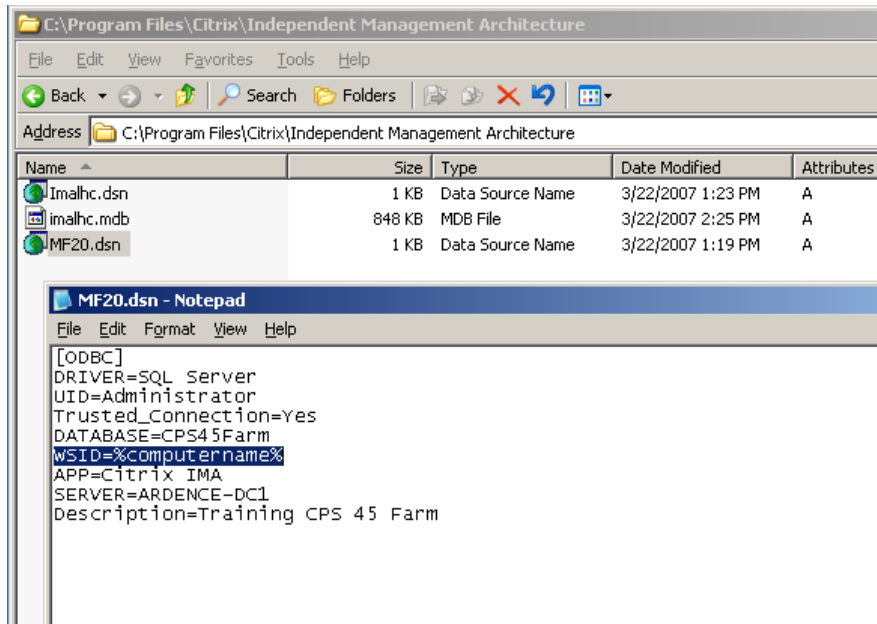 C:\Program Files\Citrix\Independent Management Architecture
File Edit View Favorites Tools Help
Back Search Folders
Address C:\Program Files\Citrix\Independent Management Architecture
Name Size Type Date Modified Attributes
Imalhc.dsn 1 KB Data Source Name 3/22/2007 1:23 PM A
imalhc.mdb 848 KB MDB File 3/22/2007 2:25 PM A
MF20.dsn 1 KB Data Source Name 3/22/2007 1:19 PM A
MF20.dsn - Notepad
File Edit Format View Help
[ODBC]
DRIVER=SQL Server
UID=Administrator
Trusted_Connection=Yes
DATABASE=CPS45Farm
WSID=%computername%
APP=Citrix IMA
SERVER=ARDENCE-DC1
Description=Training CPS 45 Farm